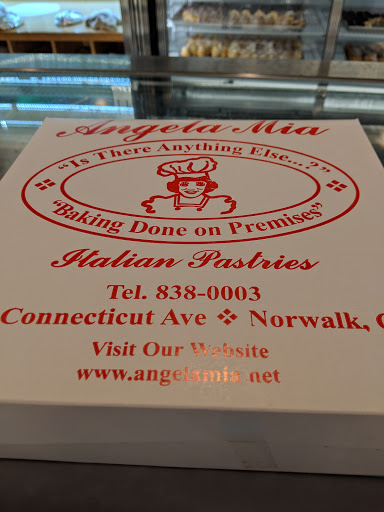 Angela Mia
"Is There Anything Else...?"
"Baking Done on Premises"
Italian Pastries
Tel. 838-0003
Connecticut Ave ❖ Norwalk, C
Visit Our Website
www.angelamia.net